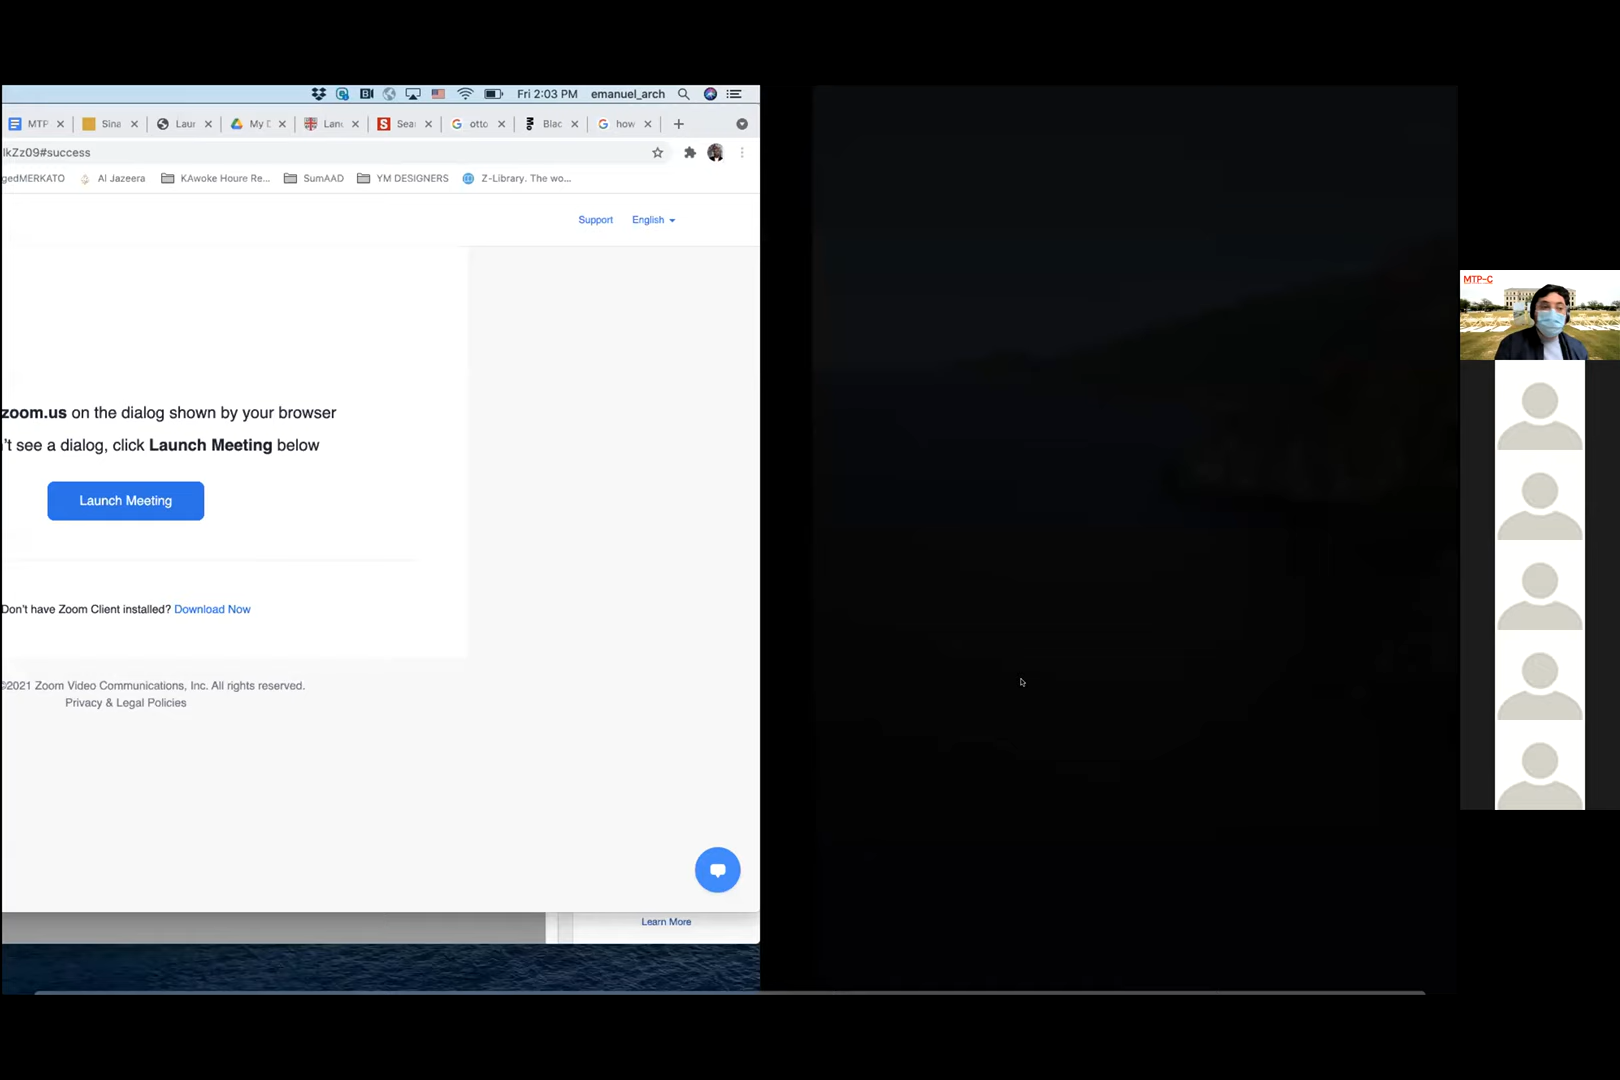 Fri 2:03 PM emanuel_arch
MTP
Sina
Laur
My D
Lan
Sea
otto
Blac
how
lkZz09#success
gedMERKATO
Al Jazeera
KAwoke Houre Re...
SumAAD
YM DESIGNERS
Z-Library. The wo...
Support English
MTP-C
zoom.us on the dialog shown by your browser
't see a dialog, click Launch Meeting below
Launch Meeting
Don't have Zoom Client installed? Download Now
©2021 Zoom Video Communications, Inc. All rights reserved.
Privacy & Legal Policies
Learn More